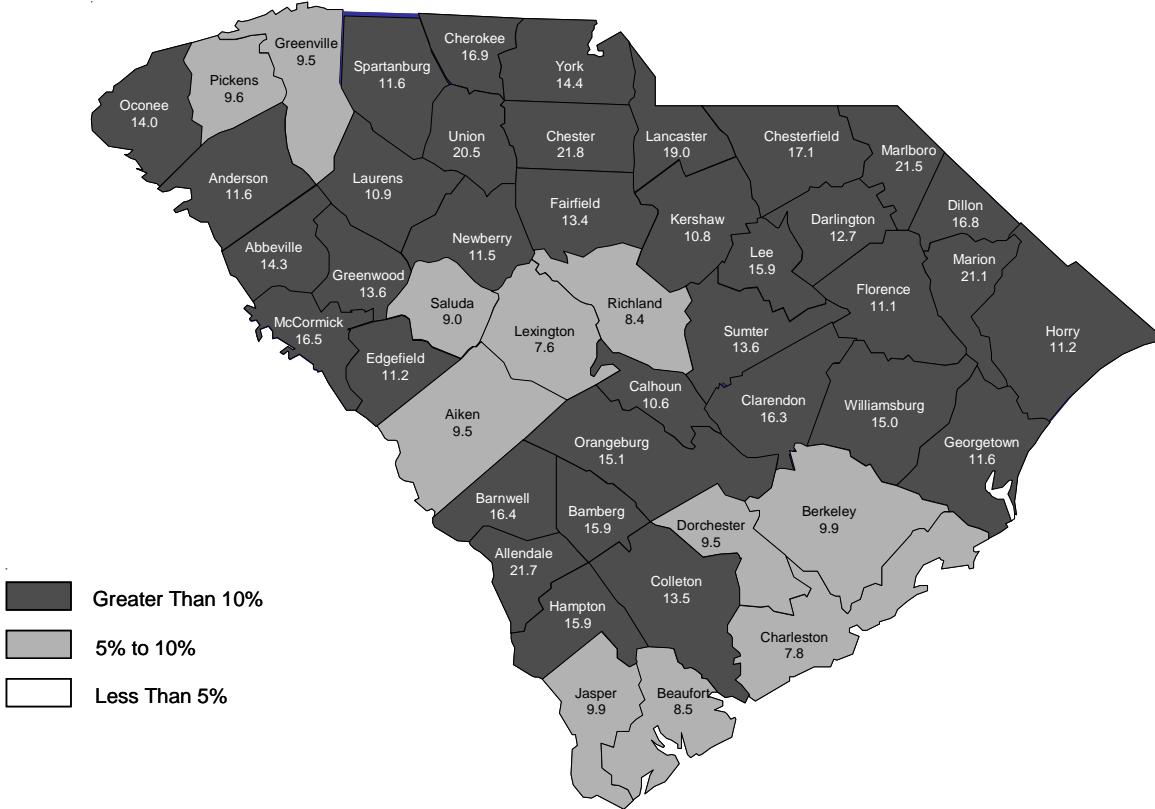 Greenville
9.5
Cherokee
16.9
Spartanburg
11.6
York
14.4
Pickens
9.6
Oconee
14.0
Union
20.5
Chester
21.8
Lancaster
19.0
Chesterfield
17.1
Marlboro
21.5
Anderson
11.6
Laurens
10.9
Fairfield
13.4
Kershaw
10.8
Darlington
12.7
Dillon
16.8
Abbeville
14.3
Newberry
11.5
Lee
15.9
Marion
21.1
Greenwood
13.6
Saluda
9.0
Richland
8.4
Florence
11.1
McCormick
16.5
Lexington
7.6
Sumter
13.6
Horry
11.2
Edgefield
11.2
Calhoun
10.6
Clarendon
16.3
Williamsburg
15.0
Aiken
9.5
Orangeburg
15.1
Georgetown
11.6
Barnwell
16.4
Bamberg
15.9
Dorchester
9.5
Berkeley
9.9
Allendale
21.7
Colleton
13.5
Hampton
15.9
Charleston
7.8
Jasper
9.9
Beaufort
8.5
Greater Than 10%
5% to 10%
Less Than 5%